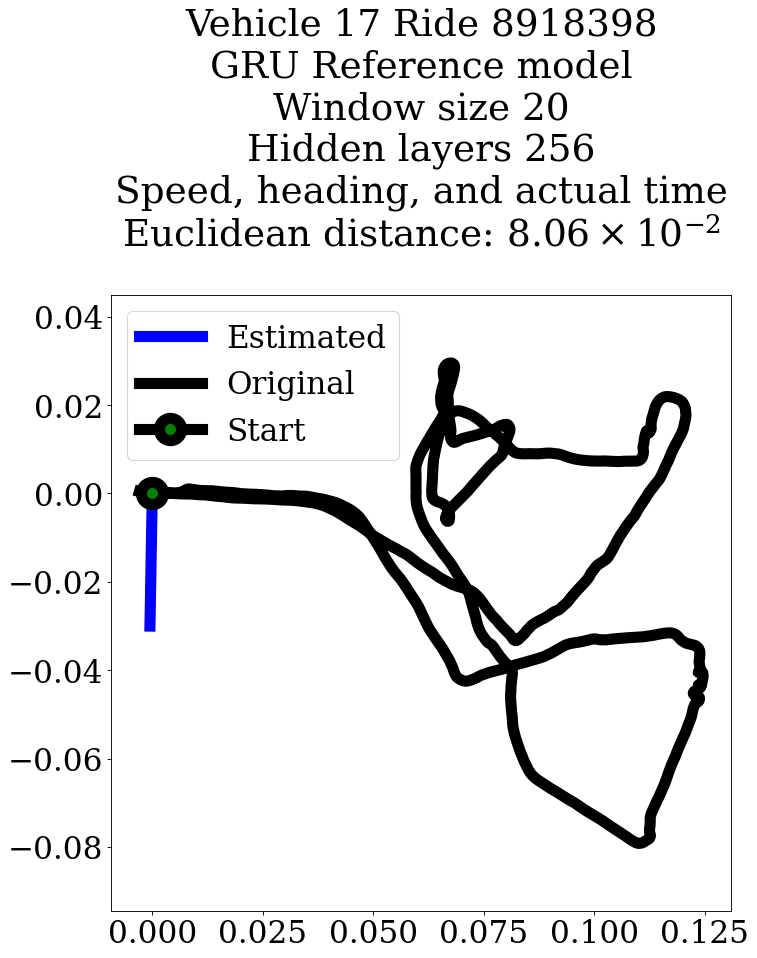 Vehicle 17 Ride 8918398
GRU Reference model
Window size 20
Hidden layers 256
Speed, heading, and actual time
Euclidean distance: 8.06 × 10⁻²
Estimated
Original
Start
0.04
0.02
0.00
−0.02
−0.04
−0.06
−0.08
0.000 0.025 0.050 0.075 0.100 0.125